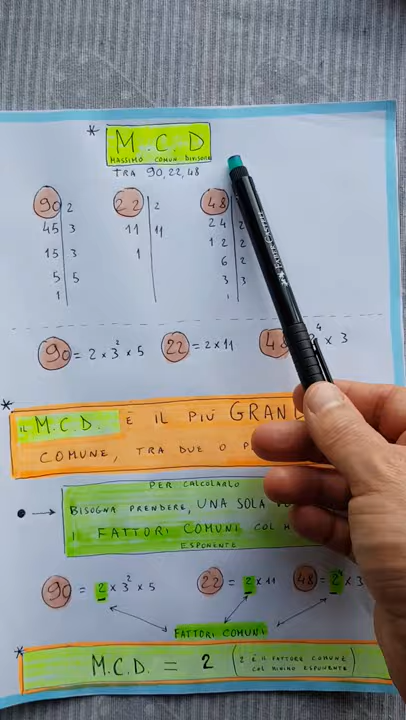 * M.C.D
MASSIMO COMUN DIVISORE
TRA 90, 22, 48
90 | 2
45 | 3
15 | 3
5 | 5
1
22 | 2
11 | 11
1
48
24 | 2
12 | 2
6 | 2
3 | 3
1
90 = 2 x 3² x 5
22 = 2 x 11
48 ⁴ x 3
* IL M.C.D. È IL PIÙ
COMUNE, TRA DUE O
PER CALCOLARLO
• → BISOGNA PRENDERE, UNA SOLA
I FATTORI COMUNI COL
ESPONENTE
90 = 2 x 3² x 5
22 = 2 x 11
48 = 2 x 3
FATTORI COMUNI
* M.C.D. = 2 (2 È IL FATTORE COMUNE
COL MINIMO ESPONENTE)